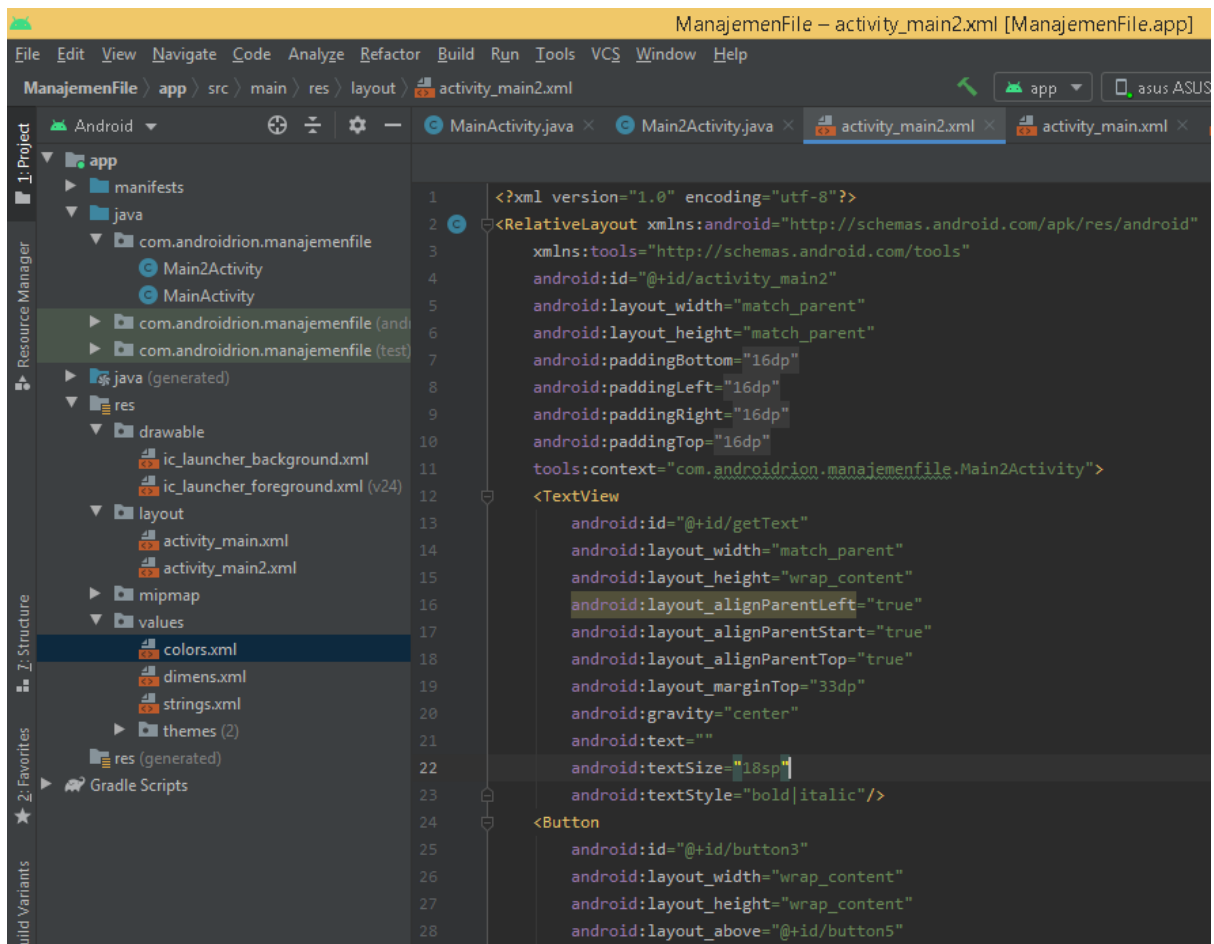 ManajemenFile – activity_main2.xml [ManajemenFile.app]
File Edit View Navigate Code Analyze Refactor Build Run Tools VCS Window Help
ManajemenFile app src main res layout activity_main2.xml app asus ASUS
1: Project
Resource Manager
7: Structure
2: Favorites
Android
app
manifests
java
com.androidrion.manajemenfile
Main2Activity
MainActivity
com.androidrion.manajemenfile (andr
com.androidrion.manajemenfile (test)
java (generated)
res
drawable
ic_launcher_background.xml
ic_launcher_foreground.xml (v24)
layout
activity_main.xml
activity_main2.xml
mipmap
values
colors.xml
dimens.xml
strings.xml
themes (2)
res (generated)
Gradle Scripts
MainActivity.java × Main2Activity.java × activity_main2.xml × activity_main.xml ×
1 <?xml version="1.0" encoding="utf-8"?>
2 <RelativeLayout xmlns:android="http://schemas.android.com/apk/res/android"
3 xmlns:tools="http://schemas.android.com/tools"
4 android:id="@+id/activity_main2"
5 android:layout_width="match_parent"
6 android:layout_height="match_parent"
7 android:paddingBottom="16dp"
8 android:paddingLeft="16dp"
9 android:paddingRight="16dp"
10 android:paddingTop="16dp"
11 tools:context="com.androidrion.manajemenfile.Main2Activity">
12 <TextView
13 android:id="@+id/getText"
14 android:layout_width="match_parent"
15 android:layout_height="wrap_content"
16 android:layout_alignParentLeft="true"
17 android:layout_alignParentStart="true"
18 android:layout_alignParentTop="true"
19 android:layout_marginTop="33dp"
20 android:gravity="center"
21 android:text=""
22 android:textSize="18sp"
23 android:textStyle="bold|italic"/>
24 <Button
25 android:id="@+id/button3"
26 android:layout_width="wrap_content"
27 android:layout_height="wrap_content"
28 android:layout_above="@+id/button5"